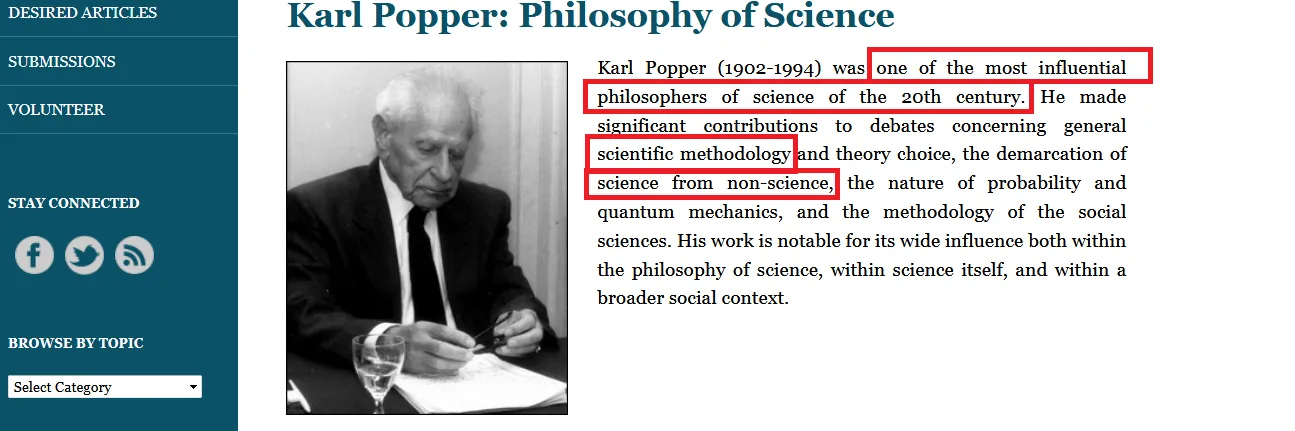 DESIRED ARTICLES
SUBMISSIONS
VOLUNTEER
STAY CONNECTED
BROWSE BY TOPIC
Select Category
Karl Popper: Philosophy of Science
Karl Popper (1902-1994) was one of the most influential
philosophers of science of the 20th century. He made
significant contributions to debates concerning general
scientific methodology and theory choice, the demarcation of
science from non-science, the nature of probability and
quantum mechanics, and the methodology of the social
sciences. His work is notable for its wide influence both within
the philosophy of science, within science itself, and within a
broader social context.